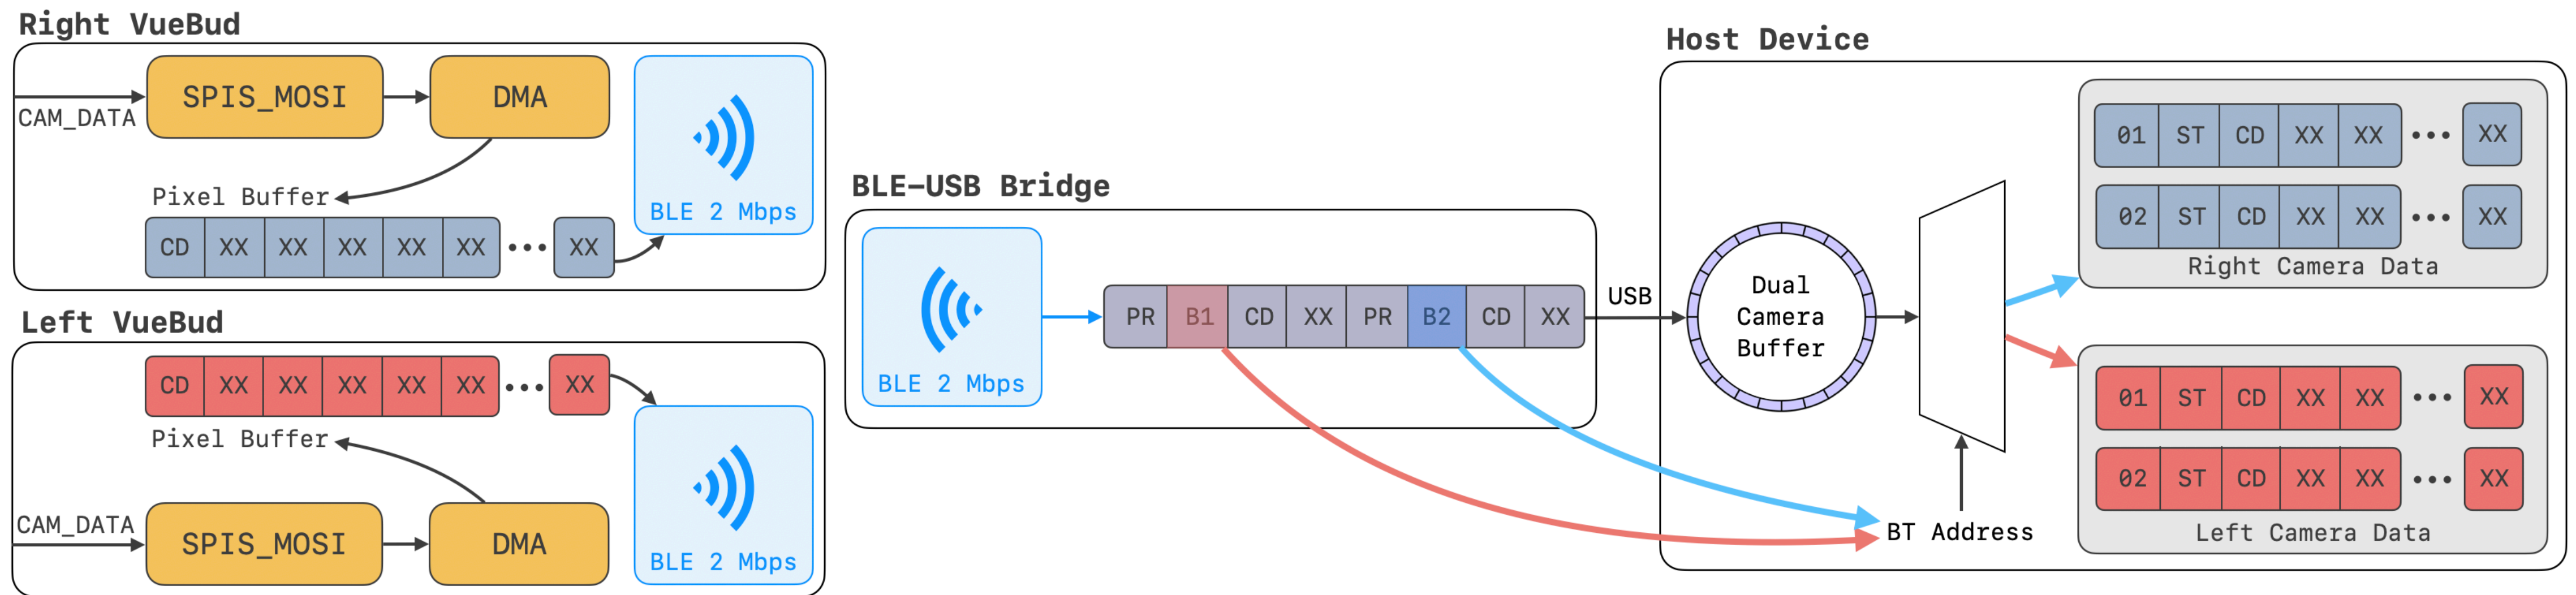 Right VueBud
CAM_DATA
SPIS_MOSI
DMA
BLE 2 Mbps
Pixel Buffer
CD XX XX XX XX XX ••• XX
Left VueBud
CD XX XX XX XX XX ••• XX
Pixel Buffer
CAM_DATA
SPIS_MOSI
DMA
BLE 2 Mbps
BLE-USB Bridge
BLE 2 Mbps
PR B1 CD XX PR B2 CD XX
USB
Host Device
Dual
Camera
Buffer
BT Address
01 ST CD XX XX ••• XX
02 ST CD XX XX ••• XX
Right Camera Data
01 ST CD XX XX ••• XX
02 ST CD XX XX ••• XX
Left Camera Data